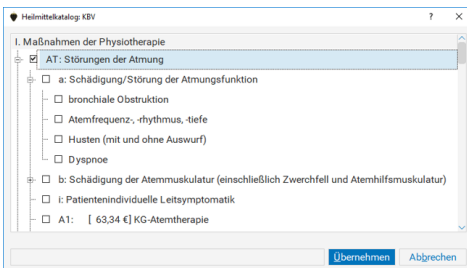 Heilmittelkatalog: KBV
I. Maßnahmen der Physiotherapie
AT: Störungen der Atmung
a: Schädigung/Störung der Atmungsfunktion
bronchiale Obstruktion
Atemfrequenz-, -rhythmus, -tiefe
Husten (mit und ohne Auswurf)
Dyspnoe
b: Schädigung der Atemmuskulatur (einschließlich Zwerchfell und Atemhilfsmuskulatur)
i: Patientenindividuelle Leitsymptomatik
A1: [ 63,34 €] KG-Atemtherapie
Übernehmen Abbrechen